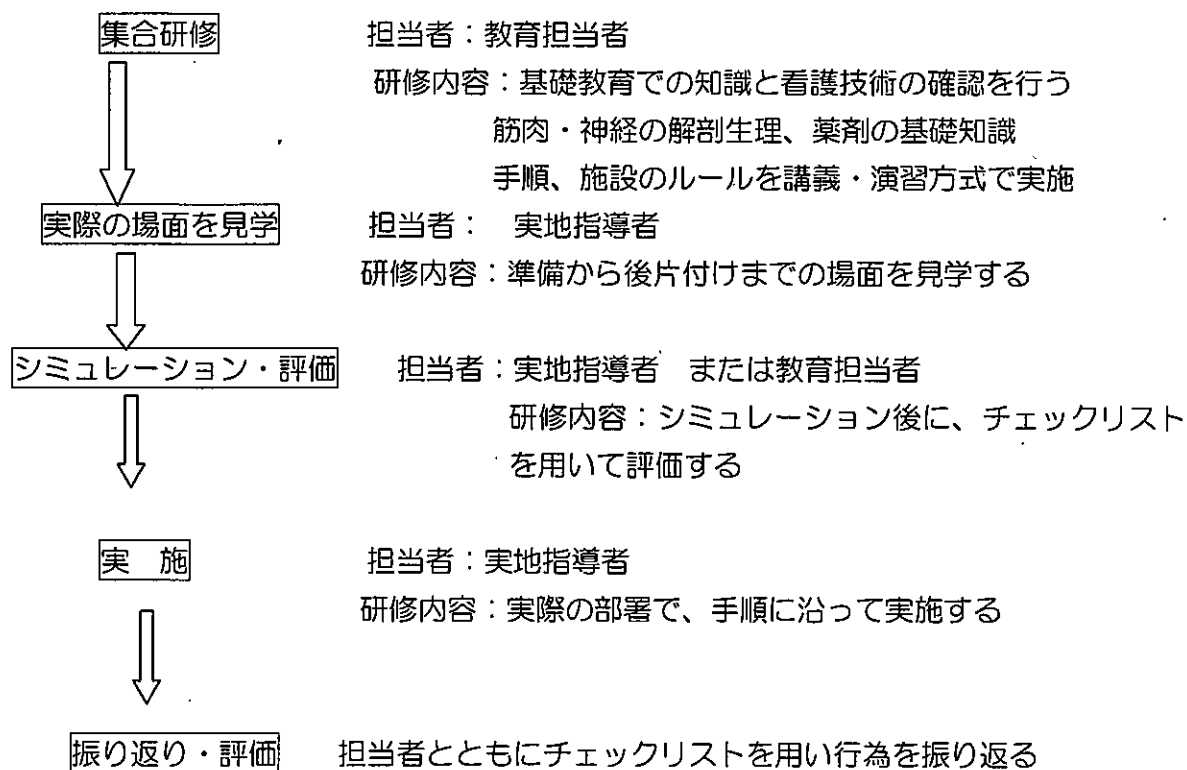 集合研修　担当者：教育担当者
研修内容：基礎教育での知識と看護技術の確認を行う
筋肉・神経の解剖生理、薬剤の基礎知識
手順、施設のルールを講義・演習方式で実施
実際の場面を見学　担当者：　実地指導者
研修内容：準備から後片付けまでの場面を見学する
シミュレーション・評価　担当者：実地指導者　または教育担当者
研修内容：シミュレーション後に、チェックリスト
を用いて評価する
実　施　担当者：実地指導者
研修内容：実際の部署で、手順に沿って実施する
振り返り・評価　担当者とともにチェックリストを用い行為を振り返る